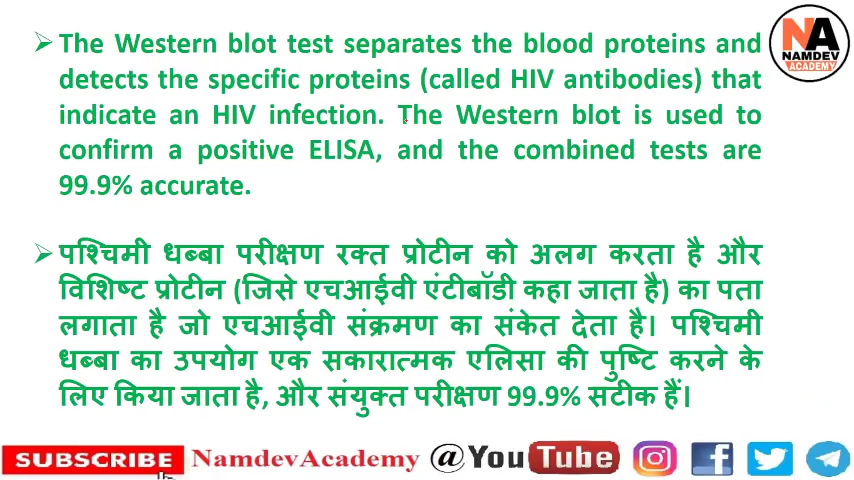 ➢ The Western blot test separates the blood proteins and
detects the specific proteins (called HIV antibodies) that
indicate an HIV infection. The Western blot is used to
confirm a positive ELISA, and the combined tests are
99.9% accurate.
➢ पश्चिमी धब्बा परीक्षण रक्त प्रोटीन को अलग करता है और
विशिष्ट प्रोटीन (जिसे एचआईवी एंटीबॉडी कहा जाता है) का पता
लगाता है जो एचआईवी संक्रमण का संकेत देता है। पश्चिमी
धब्बा का उपयोग एक सकारात्मक एलिसा की पुष्टि करने के
लिए किया जाता है, और संयुक्त परीक्षण 99.9% सटीक हैं।
NA
NAMDEV
ACADEMY
SUBSCRIBE NamdevAcademy @YouTube